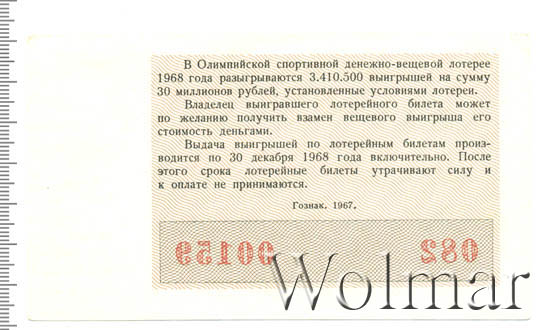 В Олимпийской спортивной денежно-вещевой лотерее
1968 года разыгрываются 3.410.500 выигрышей на сумму
30 миллионов рублей, установленные условиями лотереи.
Владелец выигравшего лотерейного билета может
по желанию получить взамен вещевого выигрыша его
стоимость деньгами.
Выдача выигрышей по лотерейным билетам произ-
водится по 30 декабря 1968 года включительно. После
этого срока лотерейные билеты утрачивают силу и
к оплате не принимаются.
Гознак. 1967.
082 00159
Wolmar